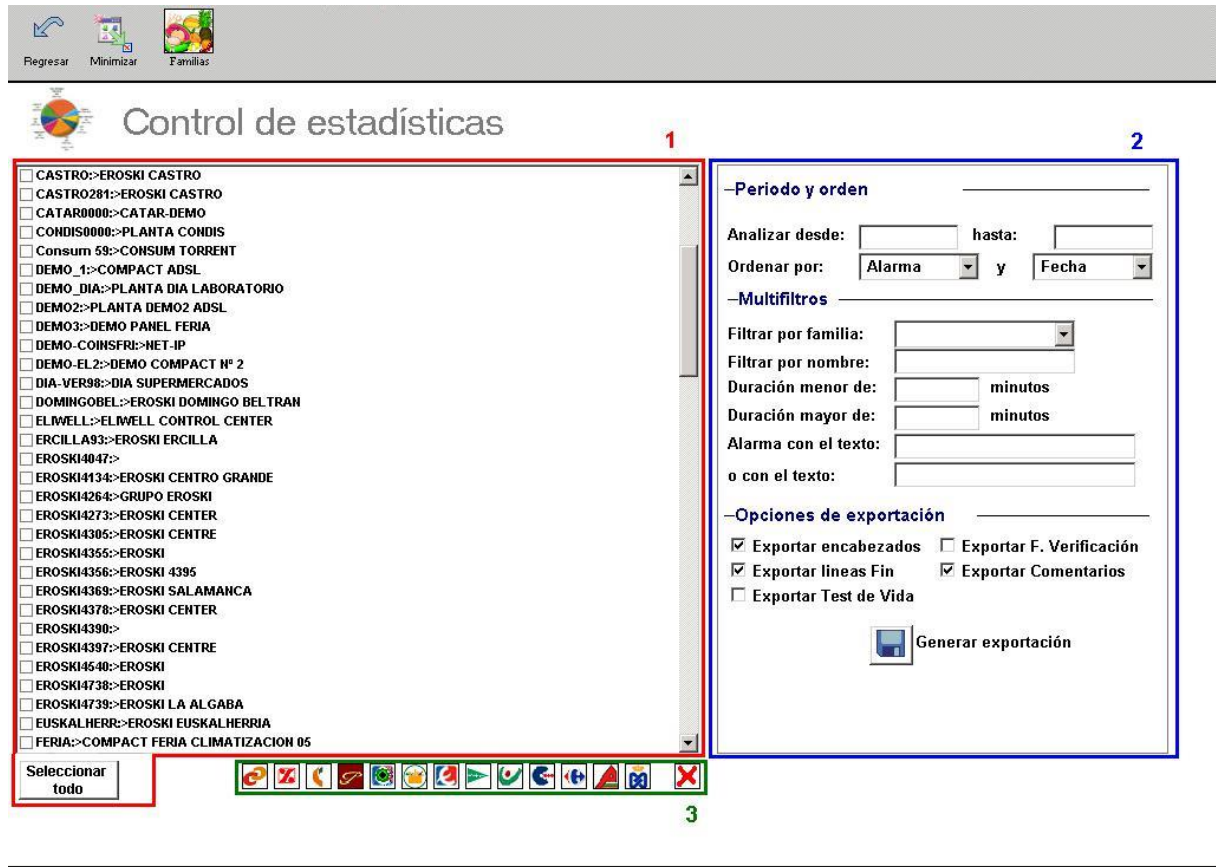 Regresar Minimizar Familias
Control de estadísticas
1
2
CASTRO:>EROSKI CASTRO
CASTRO281:>EROSKI CASTRO
CATAR0000:>CATAR-DEMO
CONDIS0000:>PLANTA CONDIS
Consum 59:>CONSUM TORRENT
DEMO_1:>COMPACT ADSL
DEMO_DIA:>PLANTA DIA LABORATORIO
DEMO2:>PLANTA DEMO2 ADSL
DEMO3:>DEMO PANEL FERIA
DEMO-COINSFRI:>NET-IP
DEMO-EL2:>DEMO COMPACT Nº 2
DIA-VER98:>DIA SUPERMERCADOS
DOMINGOBEL:>EROSKI DOMINGO BELTRAN
ELIWELL:>ELIWELL CONTROL CENTER
ERCILLA93:>EROSKI ERCILLA
EROSKI4047:>
EROSKI4134:>EROSKI CENTRO GRANDE
EROSKI4264:>GRUPO EROSKI
EROSKI4273:>EROSKI CENTER
EROSKI4305:>EROSKI CENTRE
EROSKI4355:>EROSKI
EROSKI4356:>EROSKI 4395
EROSKI4369:>EROSKI SALAMANCA
EROSKI4378:>EROSKI CENTER
EROSKI4390:>
EROSKI4397:>EROSKI CENTRE
EROSKI4540:>EROSKI
EROSKI4738:>EROSKI
EROSKI4739:>EROSKI LA ALGABA
EUSKALHERR:>EROSKI EUSKALHERRIA
FERIA:>COMPACT FERIA CLIMATIZACION 05
Seleccionar
todo
Periodo y orden
Analizar desde: hasta:
Ordenar por: Alarma y Fecha
Multifiltros
Filtrar por familia:
Filtrar por nombre:
Duración menor de: minutos
Duración mayor de: minutos
Alarma con el texto:
o con el texto:
Opciones de exportación
Exportar encabezados Exportar F. Verificación
Exportar lineas Fin Exportar Comentarios
Exportar Test de Vida
Generar exportación
3